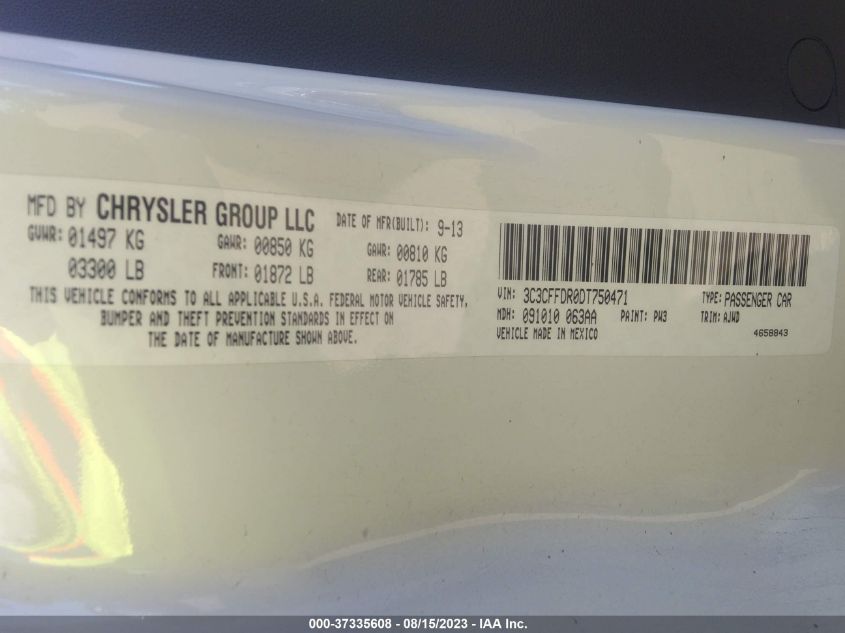 MFD BY CHRYSLER GROUP LLC DATE OF MFR(BUILT): 9-13
GVWR: 01497 KG GAWR: 00850 KG GAWR: 00810 KG
03300 LB FRONT: 01872 LB REAR: 01785 LB
THIS VEHICLE CONFORMS TO ALL APPLICABLE U.S.A. FEDERAL MOTOR VEHICLE SAFETY,
BUMPER AND THEFT PREVENTION STANDARDS IN EFFECT ON
THE DATE OF MANUFACTURE SHOWN ABOVE.
VIN: 3C3CFFDR0DT750471 TYPE: PASSENGER CAR
MDH: 091010 063AA PAINT: PW3 TRIM: AJWD
VEHICLE MADE IN MEXICO 4658843
000-37335608 - 08/15/2023 - IAA Inc.